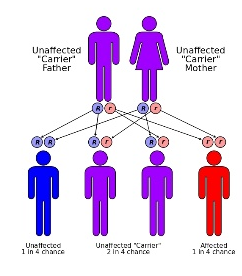 Unaffected
"Carrier"
Father
Unaffected
"Carrier"
Mother
R r R r
R R R r R r r r
Unaffected
1 in 4 chance
Unaffected "Carrier"
2 in 4 chance
Affected
1 in 4 chance